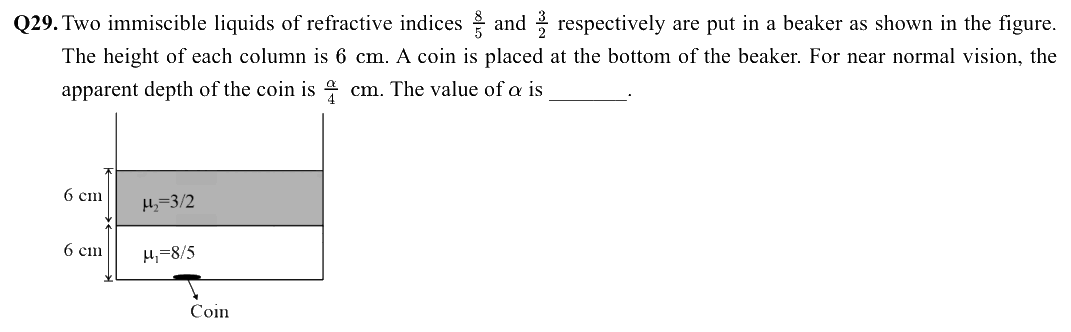 Q29. Two immiscible liquids of refractive indices 8/5 and 3/2 respectively are put in a beaker as shown in the figure.
The height of each column is 6 cm. A coin is placed at the bottom of the beaker. For near normal vision, the
apparent depth of the coin is α/4 cm. The value of α is _______.
6 cm
μ₂=3/2
6 cm
μ₁=8/5
Coin